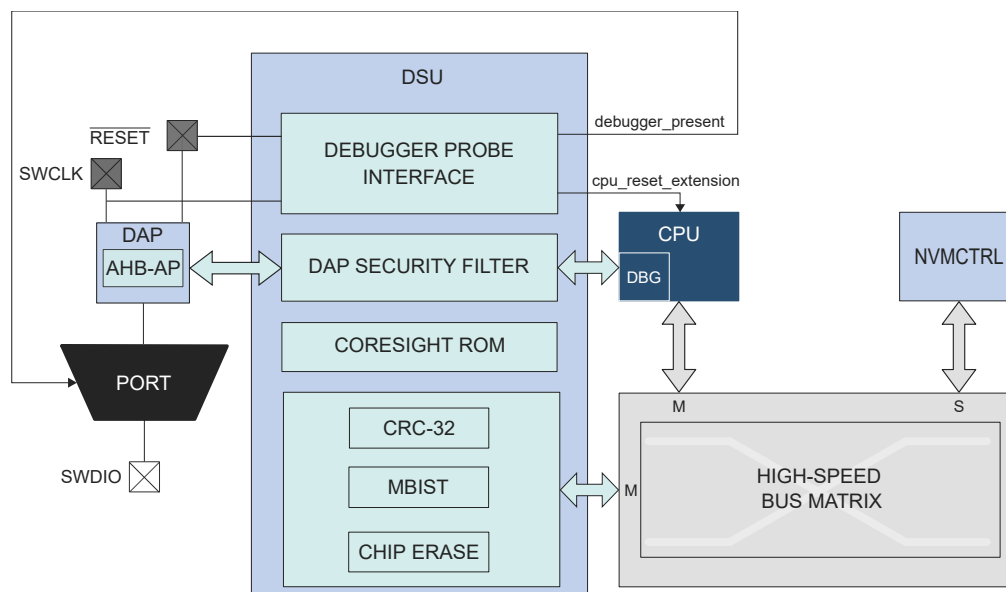 DSU
debugger_present
RESET
DEBUGGER PROBE
INTERFACE
SWCLK
cpu_reset_extension
DAP
AHB-AP
DAP SECURITY FILTER
CPU
DBG
NVMCTRL
CORESIGHT ROM
PORT
M
S
CRC-32
SWDIO
MBIST
M
HIGH-SPEED
BUS MATRIX
CHIP ERASE